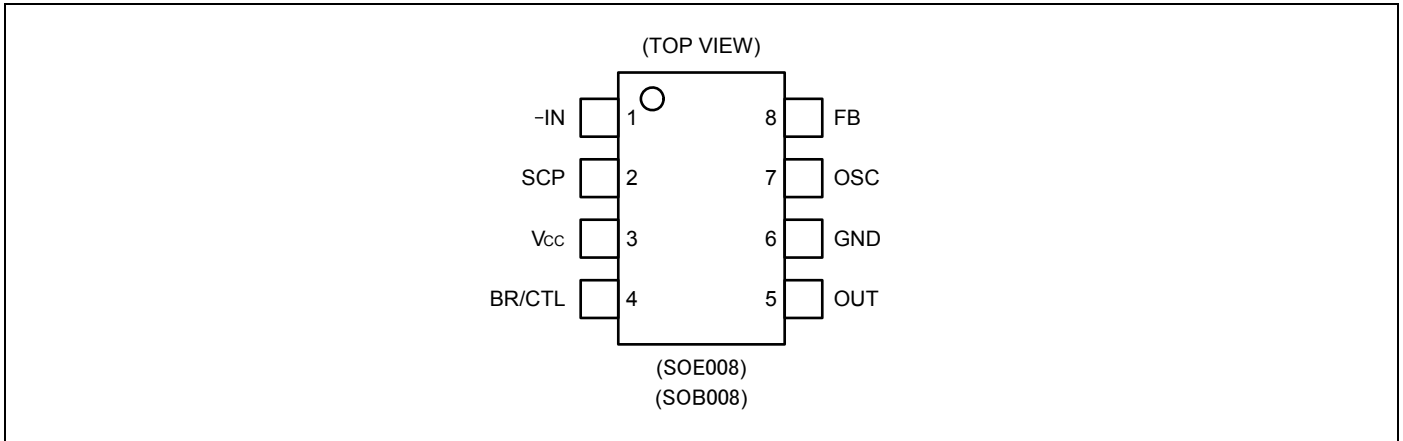 (TOP VIEW)
-IN 1 8 FB
SCP 2 7 OSC
Vcc 3 6 GND
BR/CTL 4 5 OUT
(SOE008)
(SOB008)